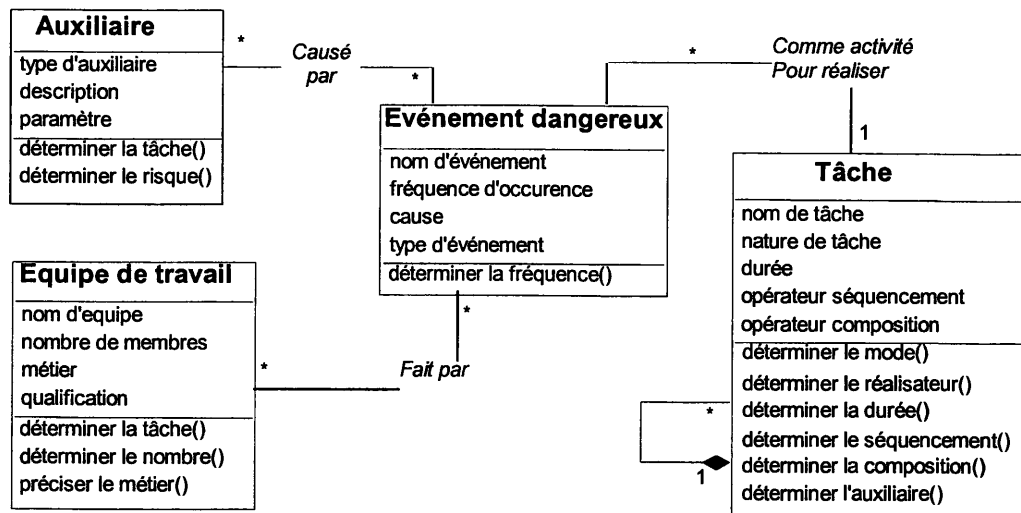 Auxiliaire
type d'auxiliaire
description
paramètre
déterminer la tâche()
déterminer le risque()
*
Causé
par
*
Evénement dangereux
nom d'événement
fréquence d'occurence
cause
type d'événement
déterminer la fréquence()
*
Comme activité
Pour réaliser
1
Tâche
nom de tâche
nature de tâche
durée
opérateur séquencement
opérateur composition
déterminer le mode()
déterminer le réalisateur()
déterminer la durée()
déterminer le séquencement()
déterminer la composition()
déterminer l'auxiliaire()
*
1
Equipe de travail
nom d'equipe
nombre de membres
métier
qualification
déterminer la tâche()
déterminer le nombre()
préciser le métier()
*
Fait par
*